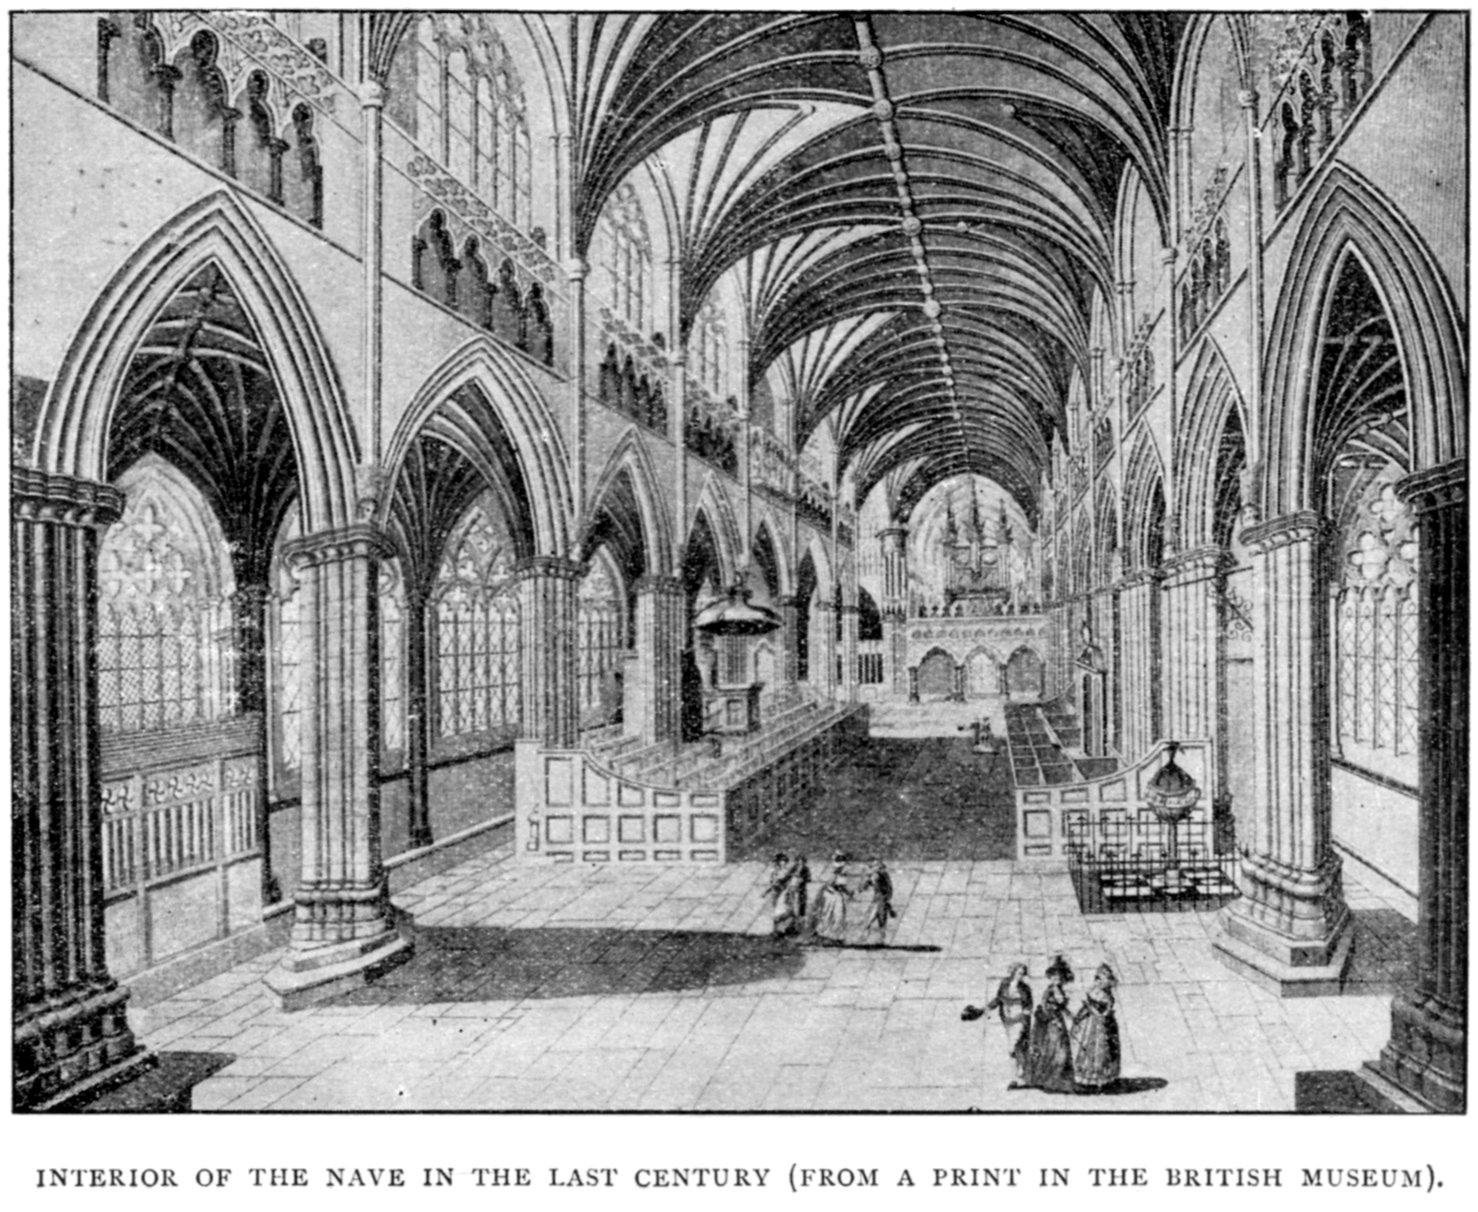 INTERIOR OF THE NAVE IN THE LAST CENTURY (FROM A PRINT IN THE BRITISH MUSEUM).